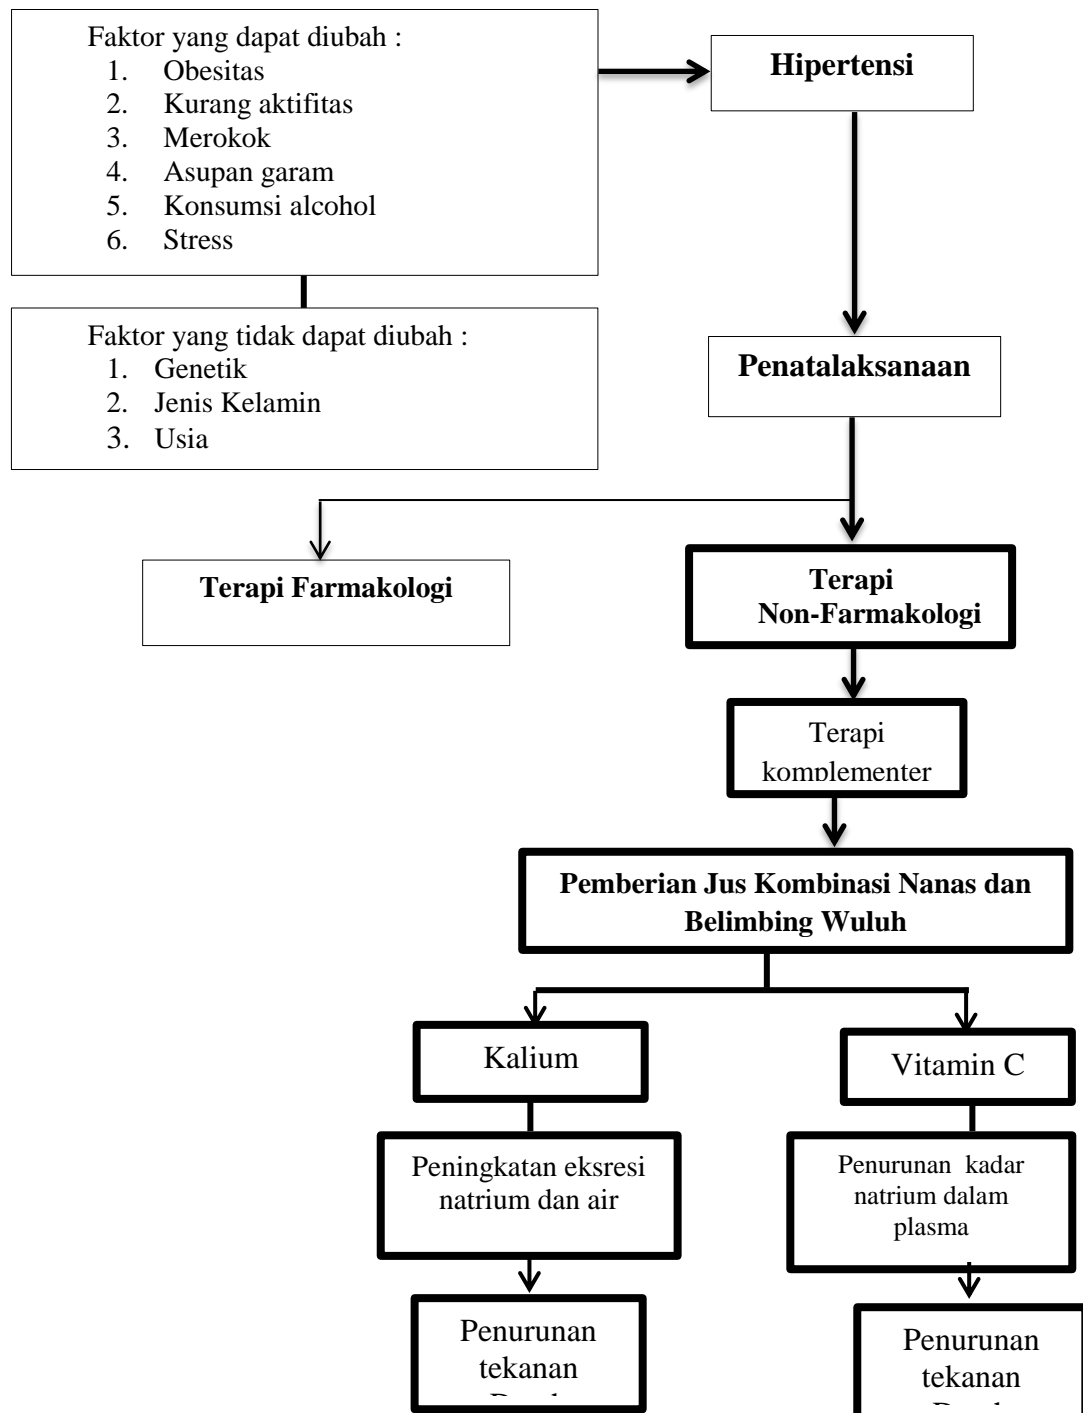 Faktor yang dapat diubah :
1. Obesitas
2. Kurang aktifitas
3. Merokok
4. Asupan garam
5. Konsumsi alcohol
6. Stress
Hipertensi
Faktor yang tidak dapat diubah :
1. Genetik
2. Jenis Kelamin
3. Usia
Penatalaksanaan
Terapi Farmakologi
Terapi
Non-Farmakologi
Terapi
komplementer
Pemberian Jus Kombinasi Nanas dan
Belimbing Wuluh
Kalium
Vitamin C
Peningkatan eksresi
natrium dan air
Penurunan kadar
natrium dalam
plasma
Penurunan
tekanan
Penurunan
tekanan